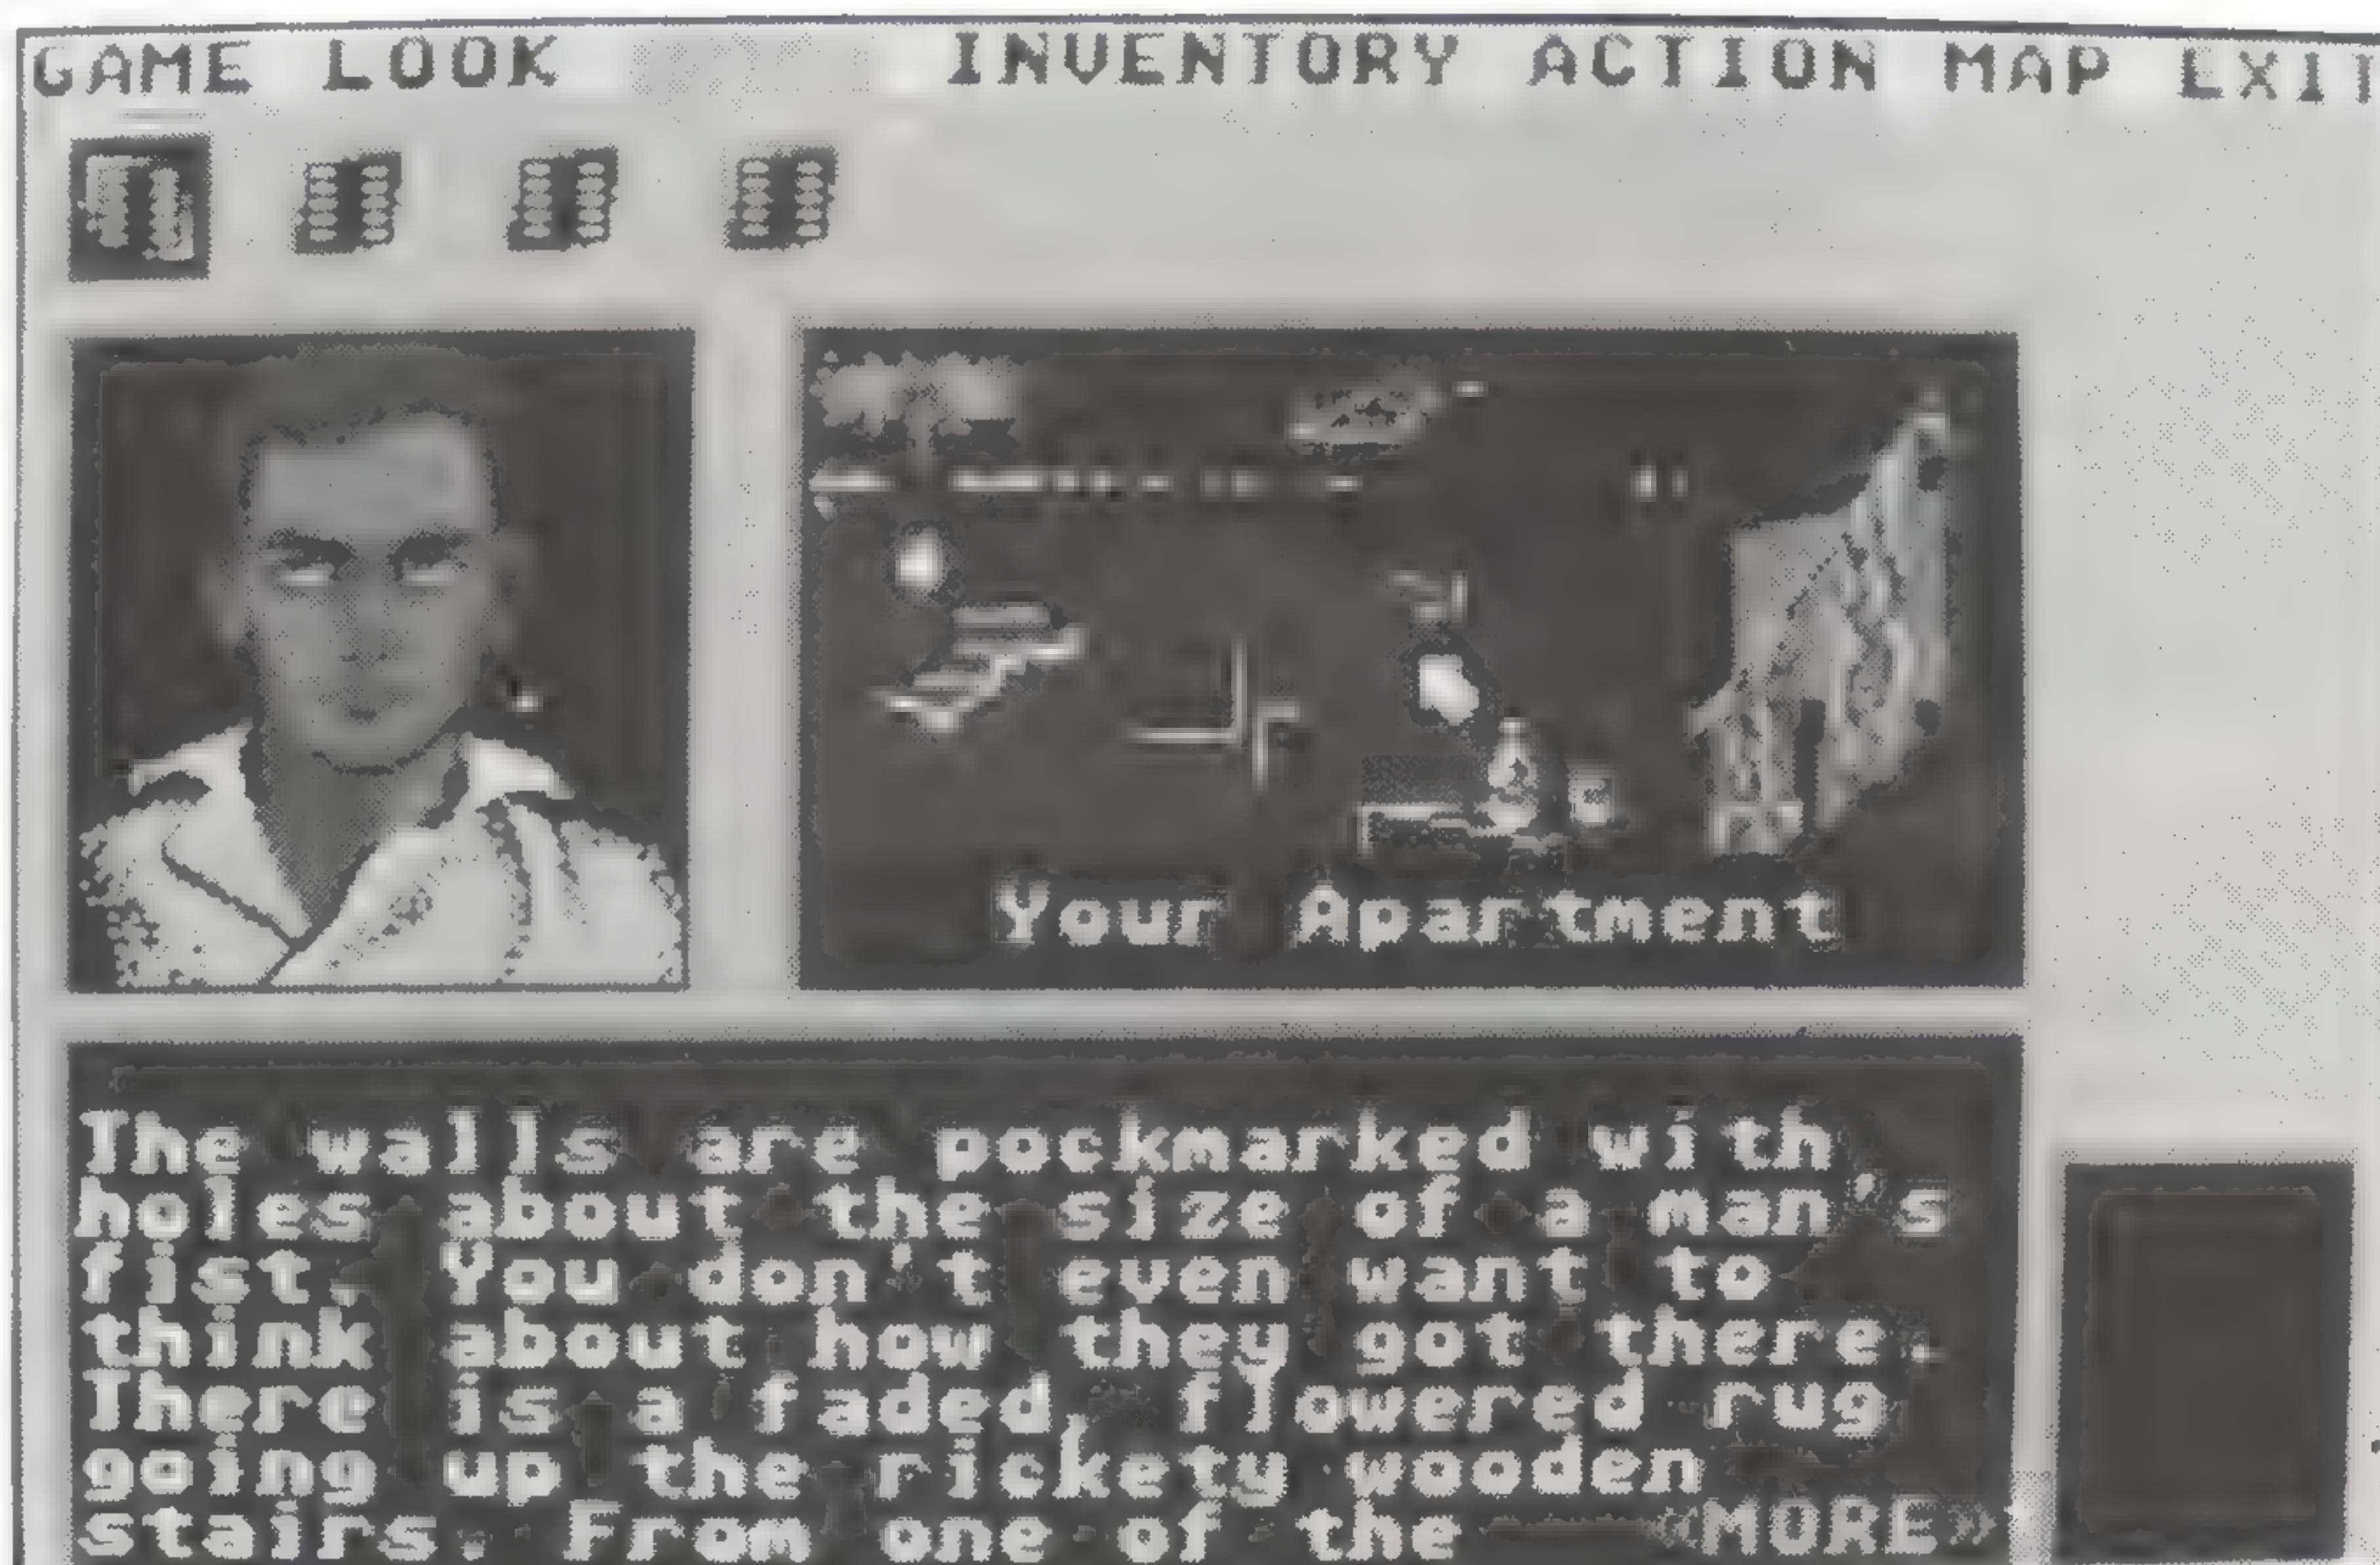 GAME LOOK INVENTORY ACTION MAP EXIT
Your Apartment
The walls are pockmarked with
holes about the size of a man's
fist. You don't even want to
think about how they got there.
There is a faded, flowered rug
going up the rickety wooden
stairs. From one of the «MORE»